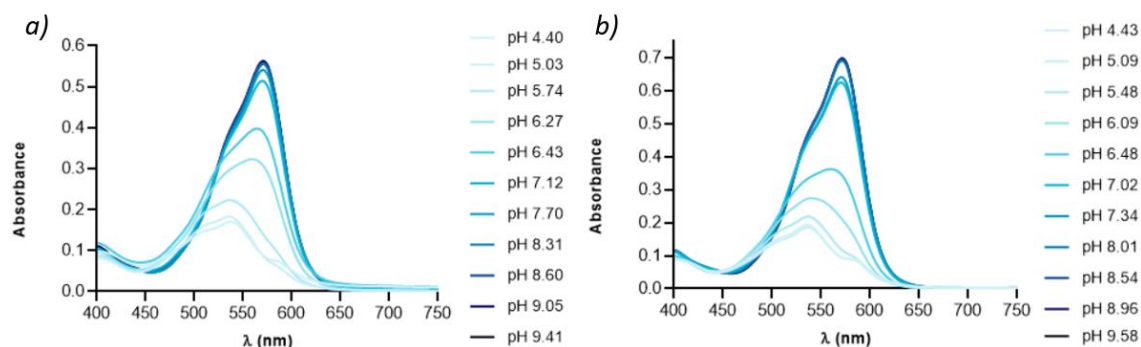 a)
0.6
0.5
0.4
0.3
0.2
0.1
0.0
Absorbance
400 450 500 550 600 650 700 750
λ (nm)
pH 4.40
pH 5.03
pH 5.74
pH 6.27
pH 6.43
pH 7.12
pH 7.70
pH 8.31
pH 8.60
pH 9.05
pH 9.41
b)
0.7
0.6
0.5
0.4
0.3
0.2
0.1
0.0
Absorbance
400 450 500 550 600 650 700 750
λ (nm)
pH 4.43
pH 5.09
pH 5.48
pH 6.09
pH 6.48
pH 7.02
pH 7.34
pH 8.01
pH 8.54
pH 8.96
pH 9.58